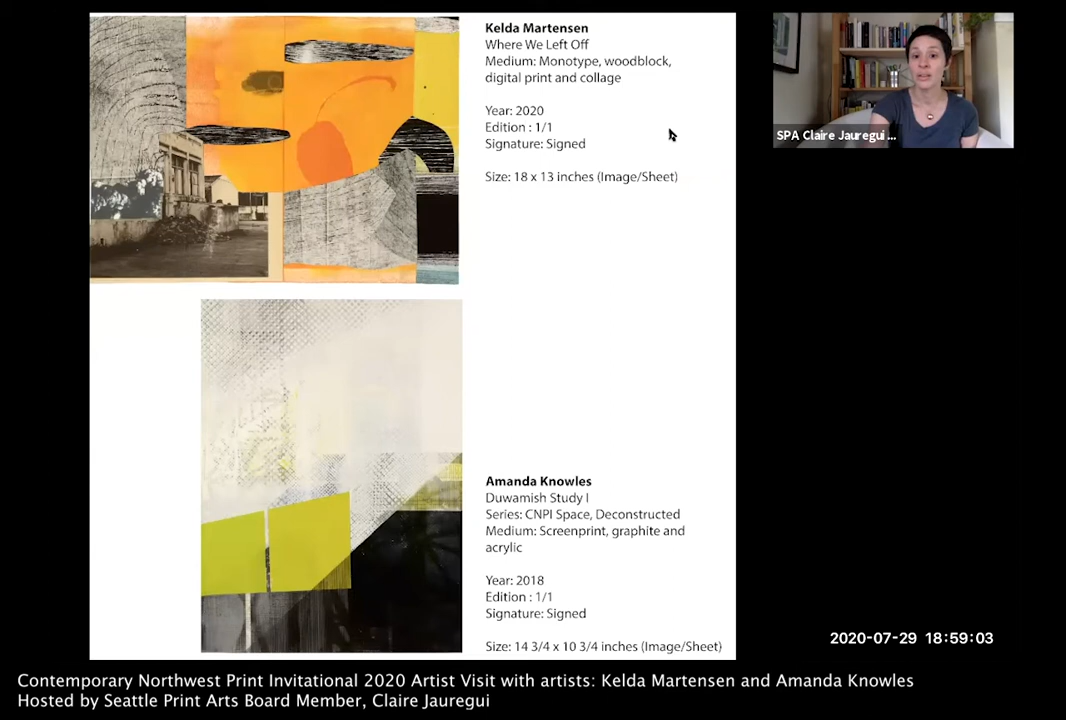 Kelda Martensen
Where We Left Off
Medium: Monotype, woodblock,
digital print and collage
Year: 2020
Edition : 1/1
Signature: Signed
Size: 18 x 13 inches (Image/Sheet)
SPA Claire Jauregui ...
Amanda Knowles
Duwamish Study I
Series: CNPI Space, Deconstructed
Medium: Screenprint, graphite and
acrylic
Year: 2018
Edition : 1/1
Signature: Signed
Size: 14 3/4 x 10 3/4 inches (Image/Sheet)
2020-07-29 18:59:03
Contemporary Northwest Print Invitational 2020 Artist Visit with artists: Kelda Martensen and Amanda Knowles
Hosted by Seattle Print Arts Board Member, Claire Jauregui